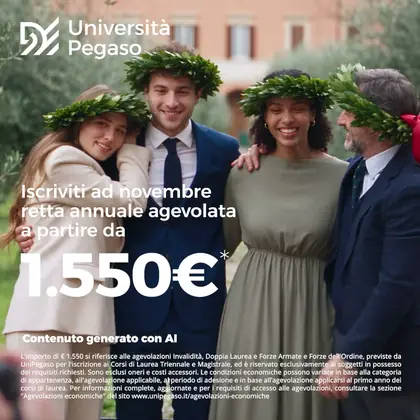 Università
Pegaso
Iscriviti ad novembre
retta annuale agevolata
a partire da
1.550€*
Contenuto generato con AI
L'importo di € 1.550 si riferisce alle agevolazioni Invalidità, Doppia Laurea e Forze Armate e Forze dell'Ordine, previste da
UniPegaso per l'iscrizione ai Corsi di Laurea Triennale e Magistrale, ed è riservato esclusivamente ai soggetti in possesso
dei requisiti richiesti. Sono esclusi oneri e costi accessori. Le condizioni economiche possono variare in base alla categoria
di appartenenza, all'agevolazione applicabile, al periodo di adesione e in base all'agevolazione applicarsi al primo anno del
corso di laurea. Per informazioni complete, aggiornate e per i requisiti di accesso alle agevolazioni, consultare la sezione
"Agevolazioni economiche" del sito www.unipegaso.it/agevolazioni-economiche